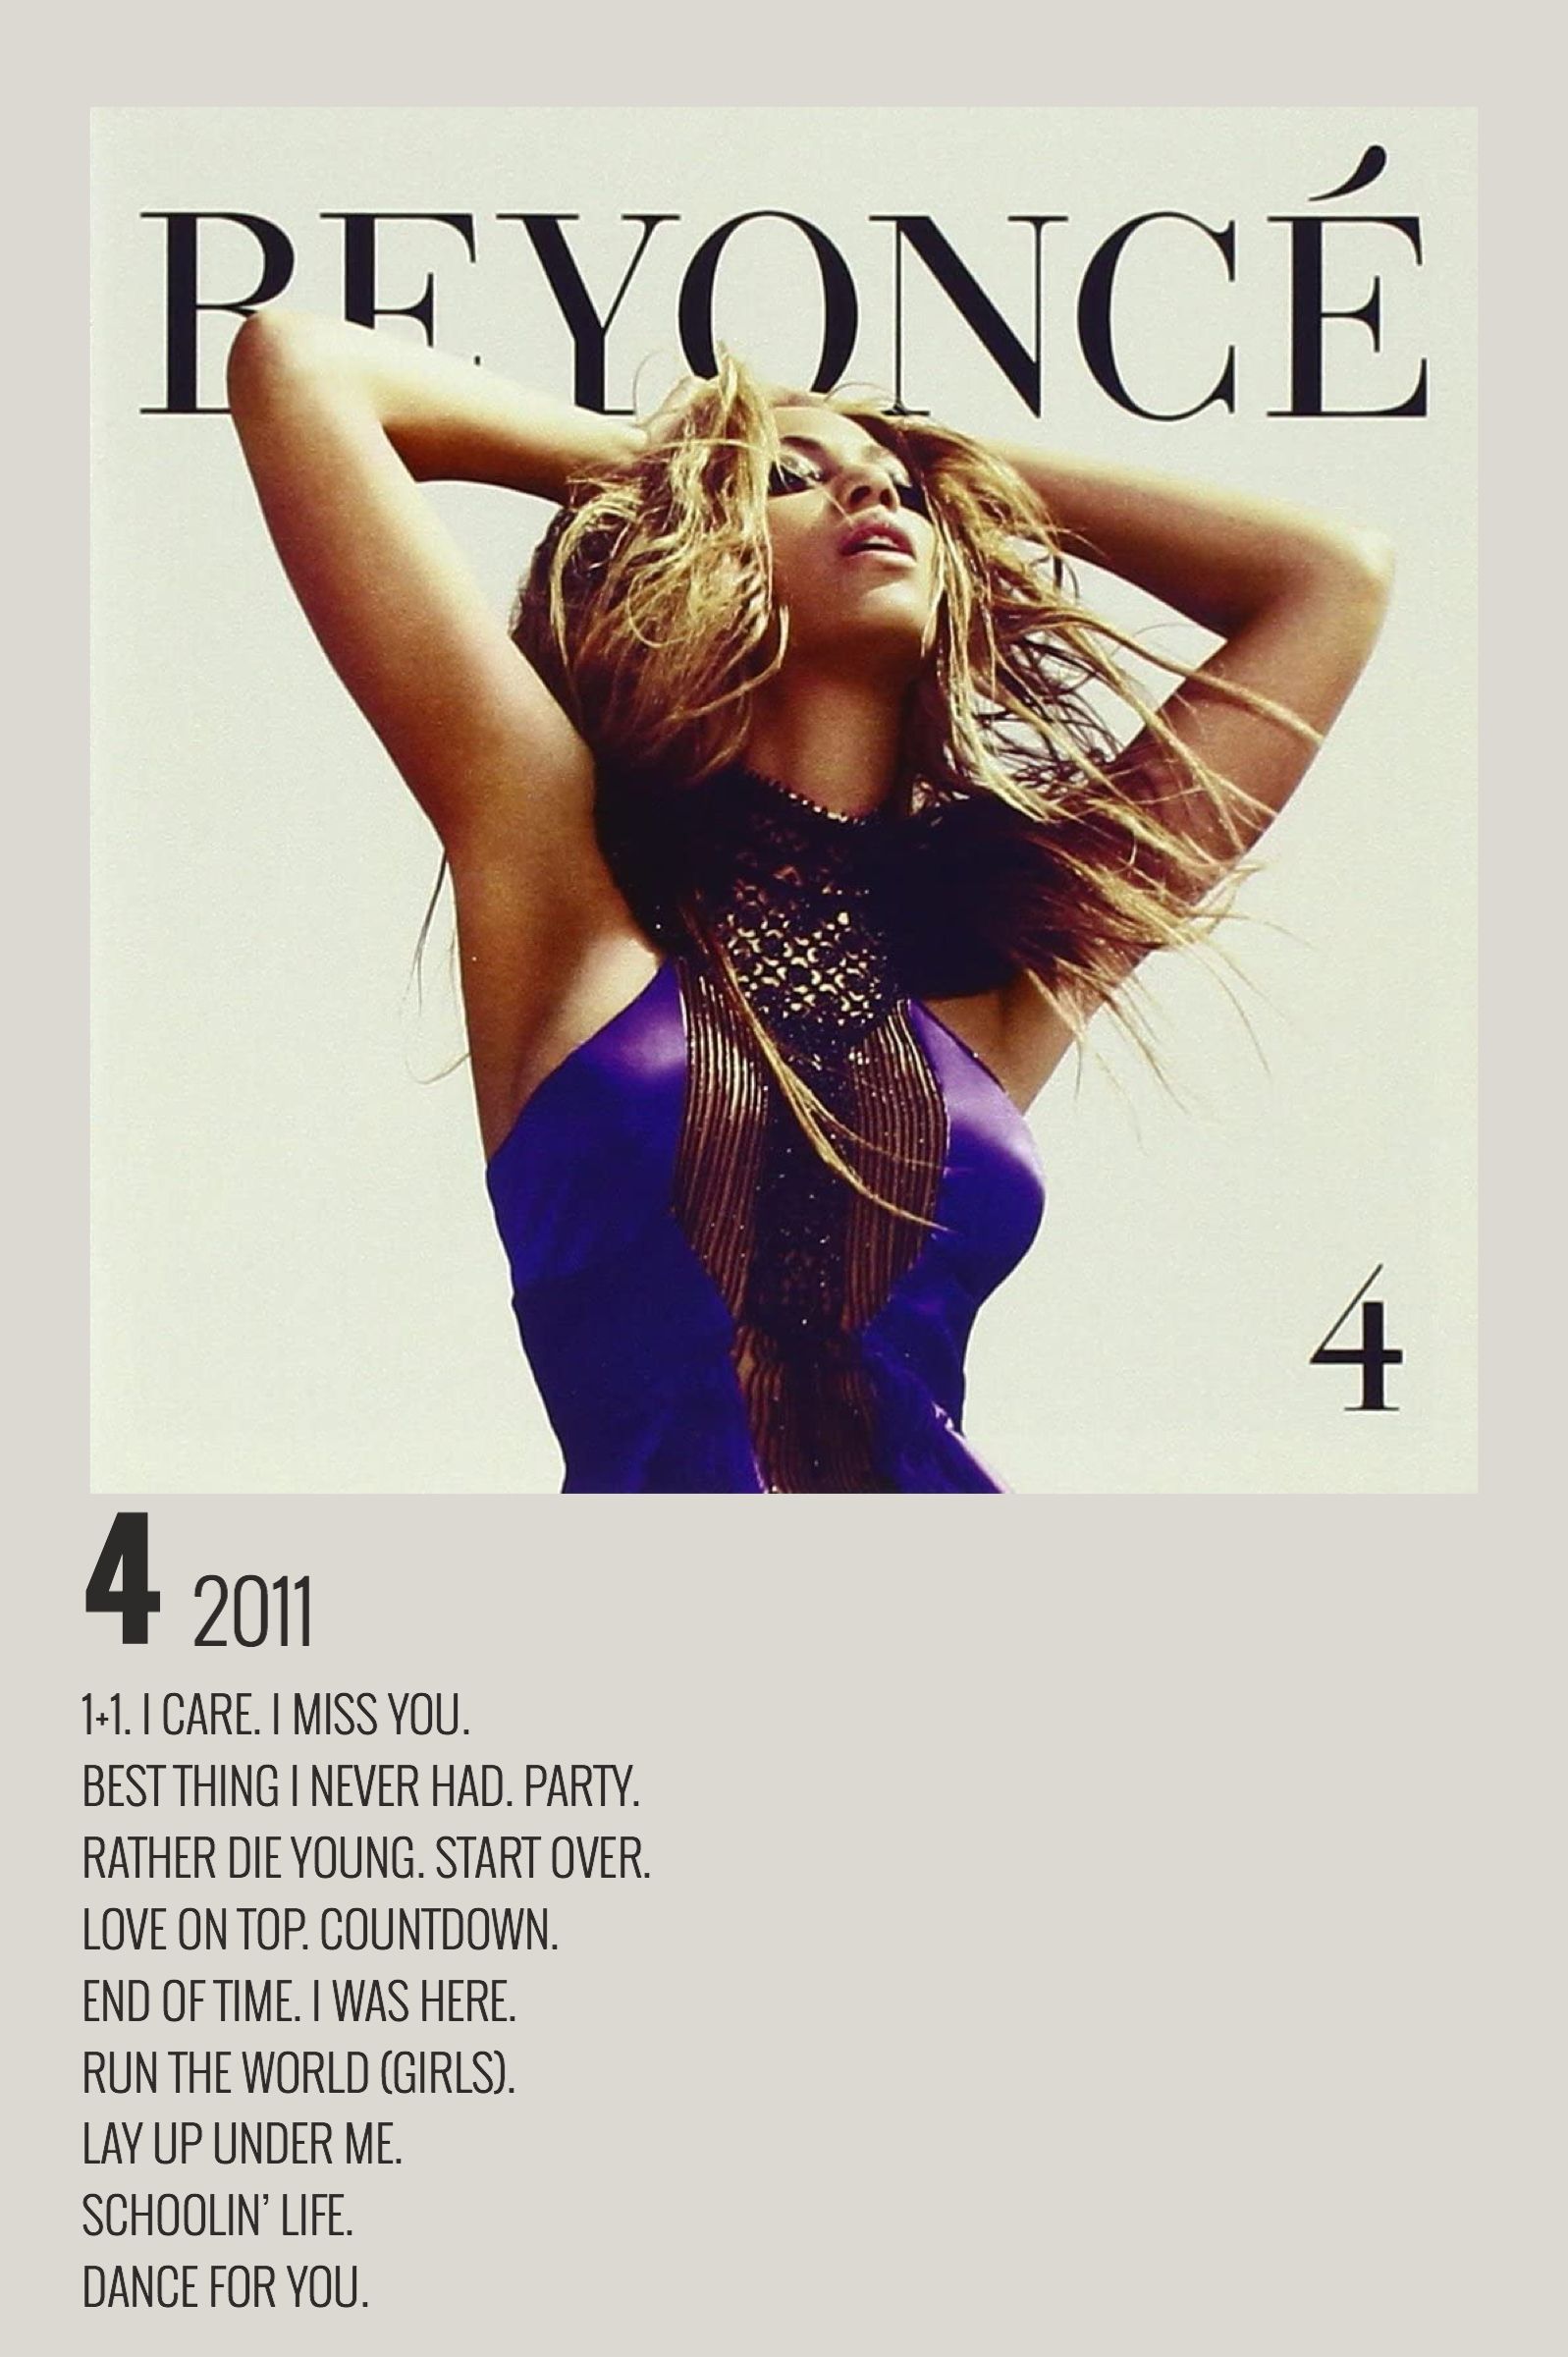 BEYONCÉ
4
4 2011
1+1. I CARE. I MISS YOU.
BEST THING I NEVER HAD. PARTY.
RATHER DIE YOUNG. START OVER.
LOVE ON TOP. COUNTDOWN.
END OF TIME. I WAS HERE.
RUN THE WORLD (GIRLS).
LAY UP UNDER ME.
SCHOOLIN’ LIFE.
DANCE FOR YOU.